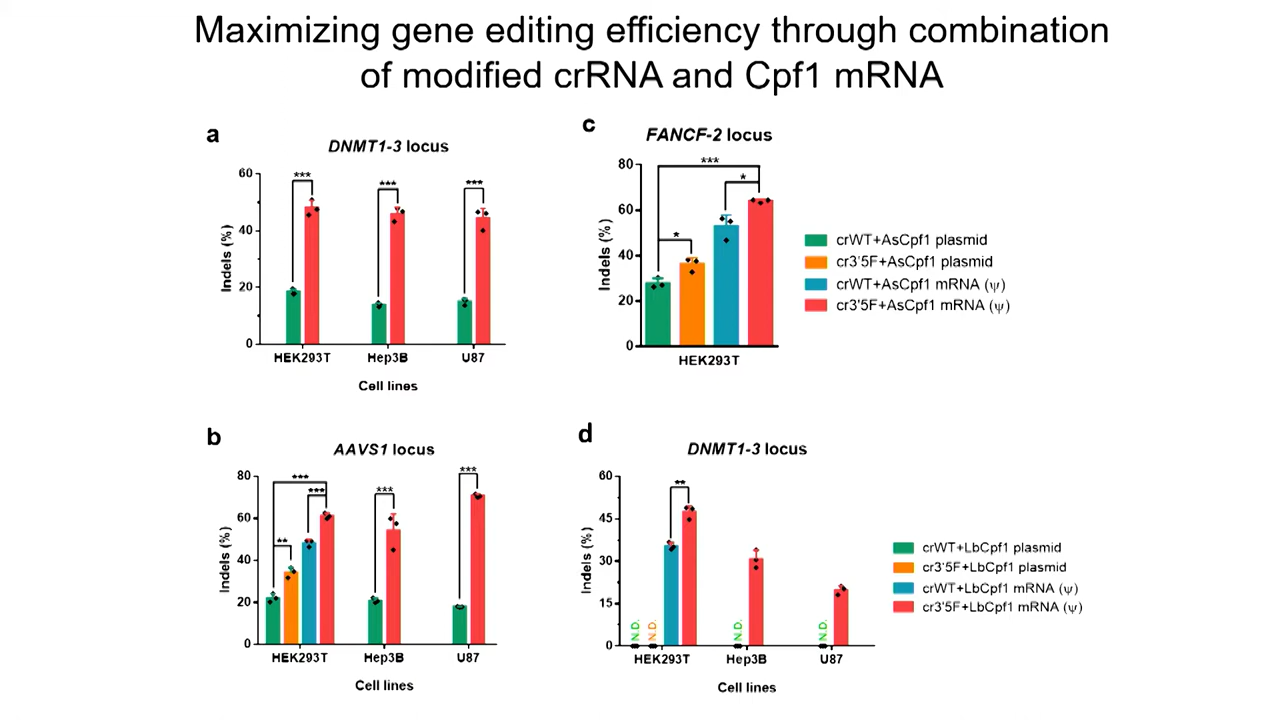 Maximizing gene editing efficiency through combination
of modified crRNA and Cpf1 mRNA
a
DNMT1-3 locus
Indels (%)
60
40
20
0
***
***
***
HEK293T
Hep3B
U87
Cell lines
c
FANCF-2 locus
Indels (%)
80
60
40
20
0
***
*
*
HEK293T
crWT+AsCpf1 plasmid
cr3'5F+AsCpf1 plasmid
crWT+AsCpf1 mRNA (ψ)
cr3'5F+AsCpf1 mRNA (ψ)
b
AAVS1 locus
Indels (%)
80
60
40
20
0
***
***
**
***
***
HEK293T
Hep3B
U87
Cell lines
d
DNMT1-3 locus
Indels (%)
60
45
30
15
0
**
N.D.
N.D.
N.D.
N.D.
HEK293T
Hep3B
U87
Cell lines
crWT+LbCpf1 plasmid
cr3'5F+LbCpf1 plasmid
crWT+LbCpf1 mRNA (ψ)
cr3'5F+LbCpf1 mRNA (ψ)